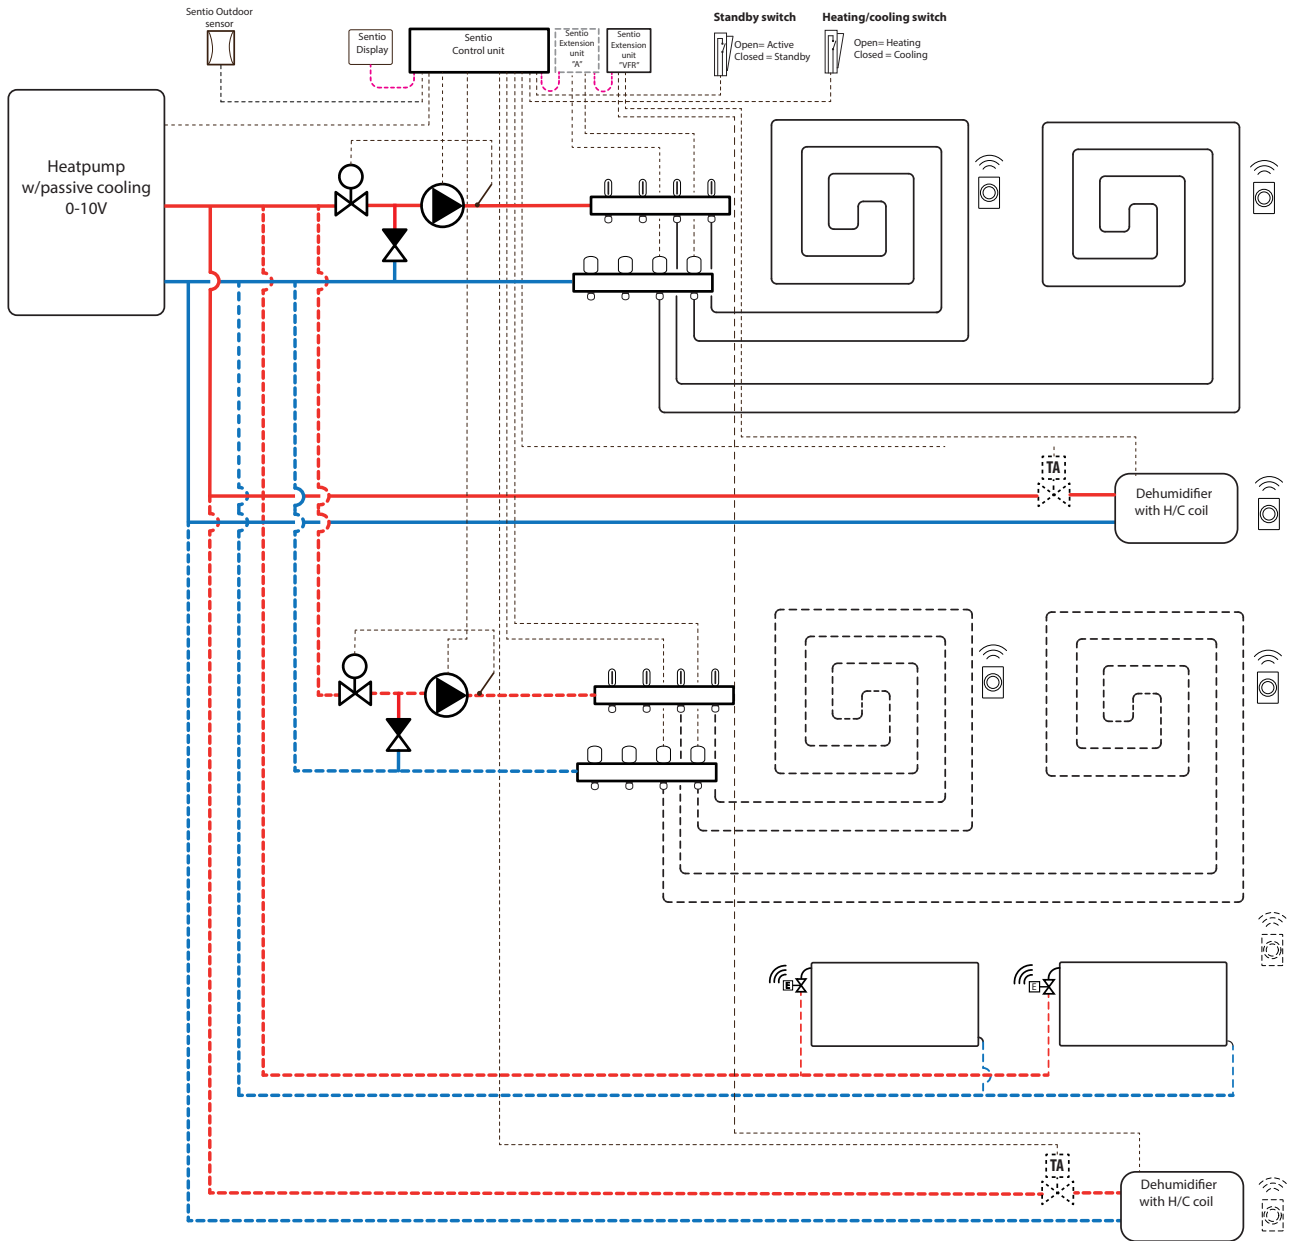 Sentio Outdoor
sensor
Sentio
Display
Sentio
Control unit
Sentio
Extension
unit
"A"
Sentio
Extension
unit
"VFR"
Standby switch
Open= Active
Closed = Standby
Heating/cooling switch
Open= Heating
Closed = Cooling
Heatpump
w/passive cooling
0-10V
TA
Dehumidifier
with H/C coil
E
E
TA
Dehumidifier
with H/C coil